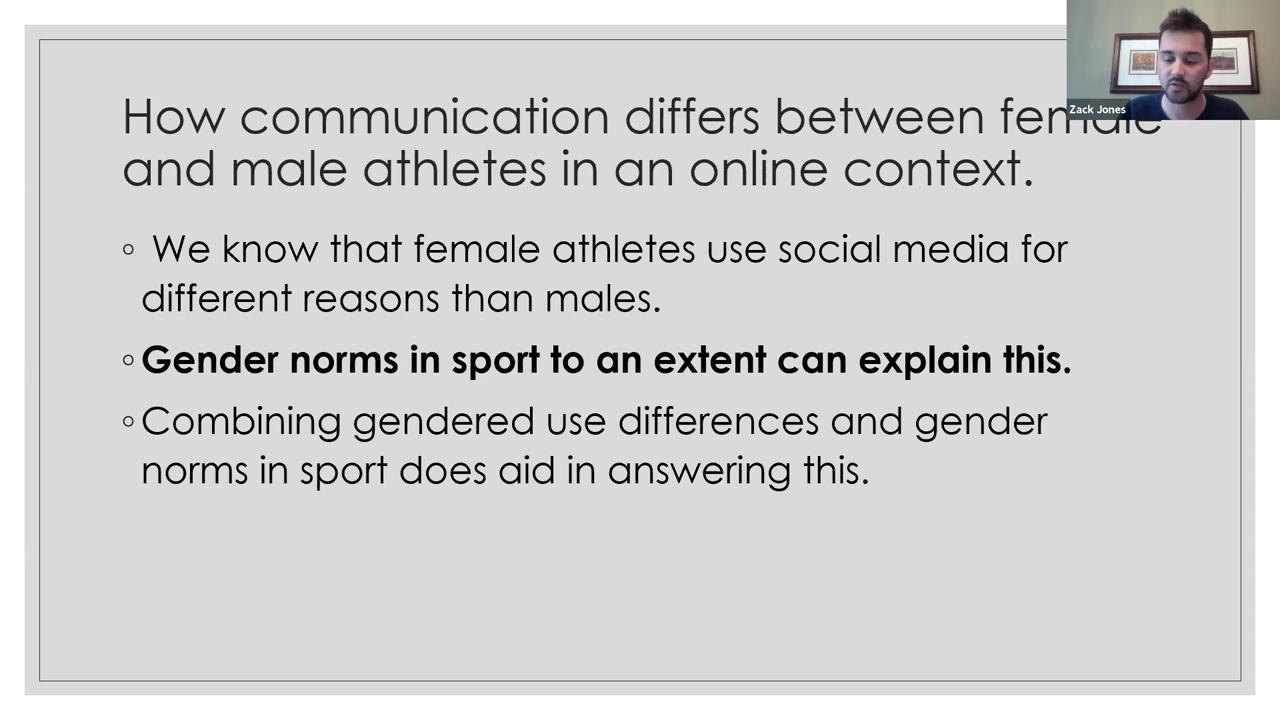 How communication differs between female
and male athletes in an online context.
◦ We know that female athletes use social media for
different reasons than males.
◦ Gender norms in sport to an extent can explain this.
◦ Combining gendered use differences and gender
norms in sport does aid in answering this.
Zack Jones